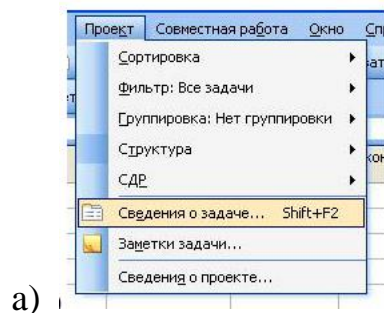 Проект Совместная работа Окно
Сортировка
Фильтр: Все задачи
Группировка: Нет группировки
Структура
СДР
Сведения о задаче... Shift+F2
Заметки задачи...
Сведения о проекте...
а)